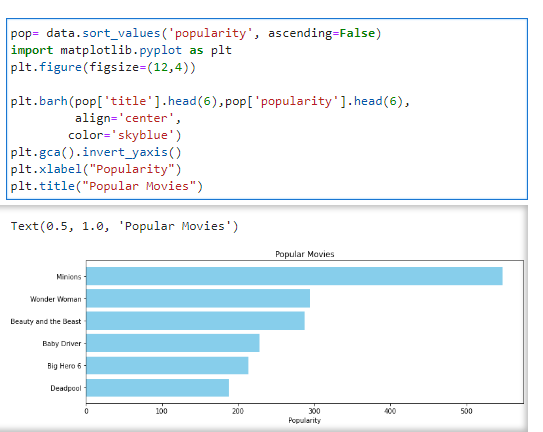 pop= data.sort_values('popularity', ascending=False)
import matplotlib.pyplot as plt
plt.figure(figsize=(12,4))
plt.barh(pop['title'].head(6),pop['popularity'].head(6),
align='center',
color='skyblue')
plt.gca().invert_yaxis()
plt.xlabel("Popularity")
plt.title("Popular Movies")
Text(0.5, 1.0, 'Popular Movies')
Popular Movies
Minions
Wonder Woman
Beauty and the Beast
Baby Driver
Big Hero 6
Deadpool
0 100 200 300 400 500
Popularity